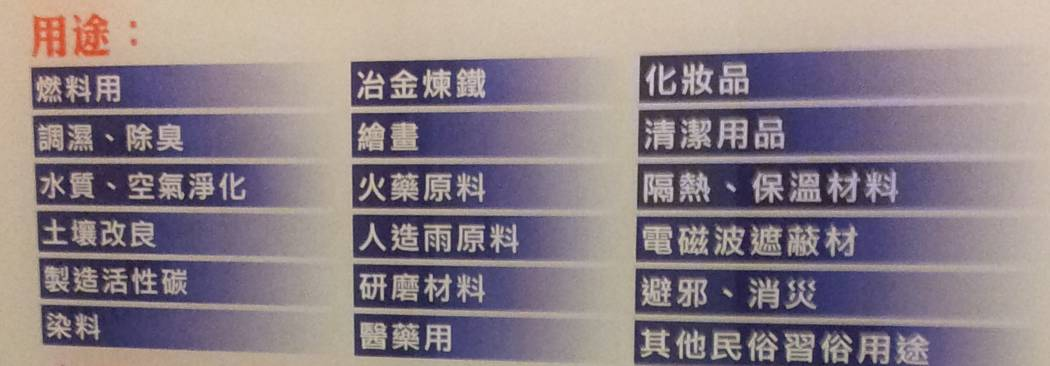 用途：
燃料用
調濕、除臭
水質、空氣淨化
土壤改良
製造活性碳
染料
冶金煉鐵
繪畫
火藥原料
人造雨原料
研磨材料
醫藥用
化妝品
清潔用品
隔熱、保溫材料
電磁波遮蔽材
避邪、消災
其他民俗習俗用途